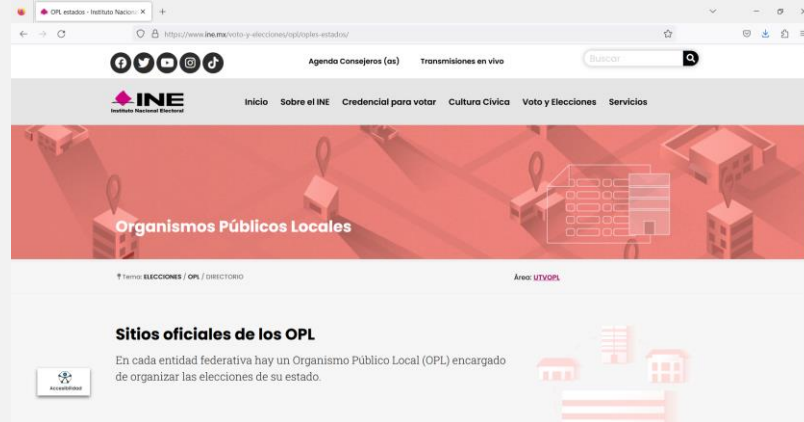 OPL estados - Instituto Nacion
https://www.ine.mx/voto-y-elecciones/opl/oples-estados/
Agenda Consejeros (as) Transmisiones en vivo Buscar
INE
Instituto Nacional Electoral
Inicio Sobre el INE Credencial para votar Cultura Cívica Voto y Elecciones Servicios
Organismos Públicos Locales
Tema: ELECCIONES / OPL / DIRECTORIO Área: UTVOPL
Sitios oficiales de los OPL
En cada entidad federativa hay un Organismo Público Local (OPL) encargado
de organizar las elecciones de su estado.
Accesibilidad